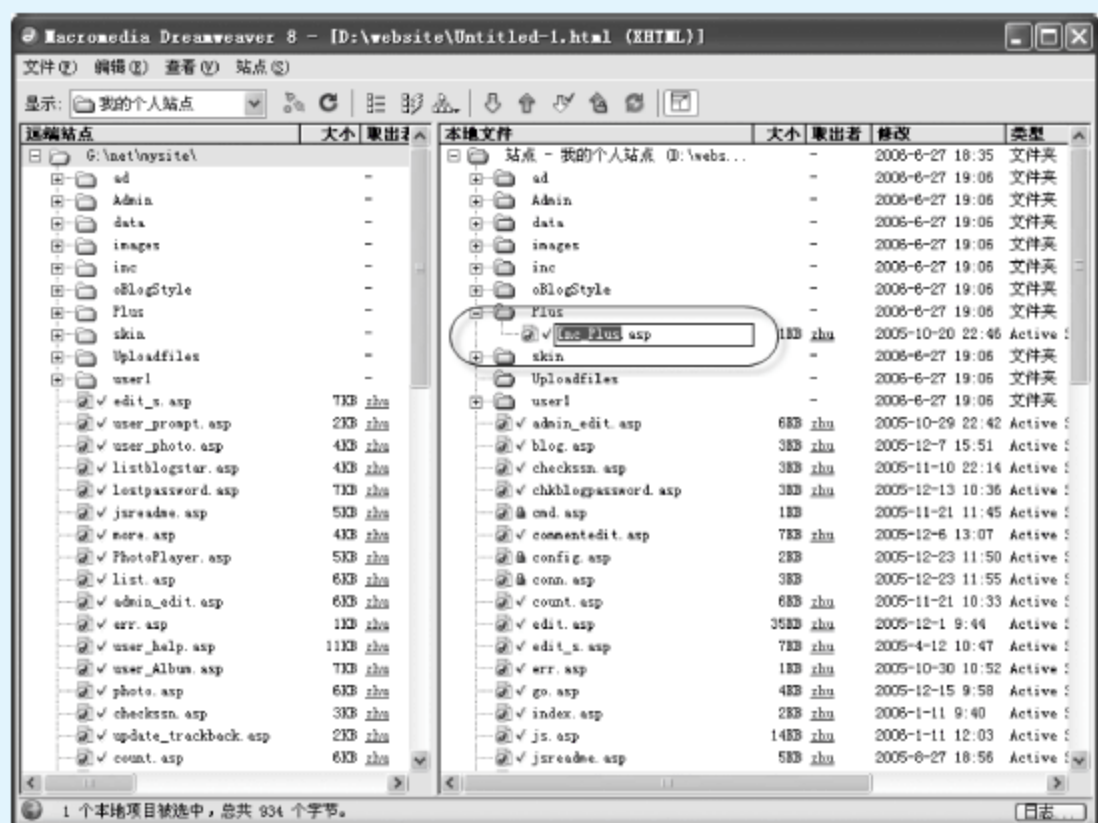 Macromedia Dreamweaver 8 - [D:\website\Untitled-1.html (XHTML)]
文件(F) 编辑(E) 查看(V) 站点(S)
显示: 我的个人站点
远端站点 大小 取出者
G:\net\mysite\
ad -
Admin -
data -
images -
inc -
oBlogStyle -
Plus -
skin -
Uploadfiles -
user1 -
edit_s.asp 7KB zhu
user_prompt.asp 2KB zhu
user_photo.asp 4KB zhu
listblogstar.asp 4KB zhu
lostpassword.asp 7KB zhu
jsreadme.asp 5KB zhu
more.asp 4KB zhu
PhotoPlayer.asp 5KB zhu
list.asp 6KB zhu
admin_edit.asp 6KB zhu
err.asp 1KB zhu
user_help.asp 11KB zhu
user_Album.asp 7KB zhu
photo.asp 6KB zhu
checkssn.asp 3KB zhu
update_trackback.asp 2KB zhu
count.asp 6KB zhu
本地文件 大小 取出者 修改 类型
站点 - 我的个人站点 (D:\webs... - 2006-6-27 18:35 文件夹
ad - 2006-6-27 19:06 文件夹
Admin - 2006-6-27 19:06 文件夹
data - 2006-6-27 19:06 文件夹
images - 2006-6-27 19:06 文件夹
inc - 2006-6-27 19:06 文件夹
oBlogStyle - 2006-6-27 19:06 文件夹
Plus - 2006-6-27 19:06 文件夹
inc_Plus.asp 1KB zhu 2005-10-20 22:46 Active
skin - 2006-6-27 19:06 文件夹
Uploadfiles - 2006-6-27 19:06 文件夹
user1 - 2006-6-27 19:06 文件夹
admin_edit.asp 6KB zhu 2005-10-29 22:42 Active
blog.asp 3KB zhu 2005-12-7 15:51 Active
checkssn.asp 3KB zhu 2005-11-10 22:14 Active
chkblogpassword.asp 3KB zhu 2005-12-13 10:36 Active
cmd.asp 1KB 2005-11-21 11:45 Active
commentedit.asp 7KB zhu 2005-12-6 13:07 Active
config.asp 2KB 2005-12-23 11:50 Active
conn.asp 3KB 2005-12-23 11:55 Active
count.asp 6KB zhu 2005-11-21 10:33 Active
edit.asp 35KB zhu 2005-12-1 9:44 Active
edit_s.asp 7KB zhu 2005-4-12 10:47 Active
err.asp 1KB zhu 2005-10-30 10:52 Active
go.asp 4KB zhu 2005-12-15 9:58 Active
index.asp 2KB zhu 2006-1-11 9:40 Active
js.asp 14KB zhu 2006-1-11 12:03 Active
jsreadme.asp 5KB zhu 2005-8-27 18:56 Active
1 个本地项目被选中，总共 934 个字节。 日志...